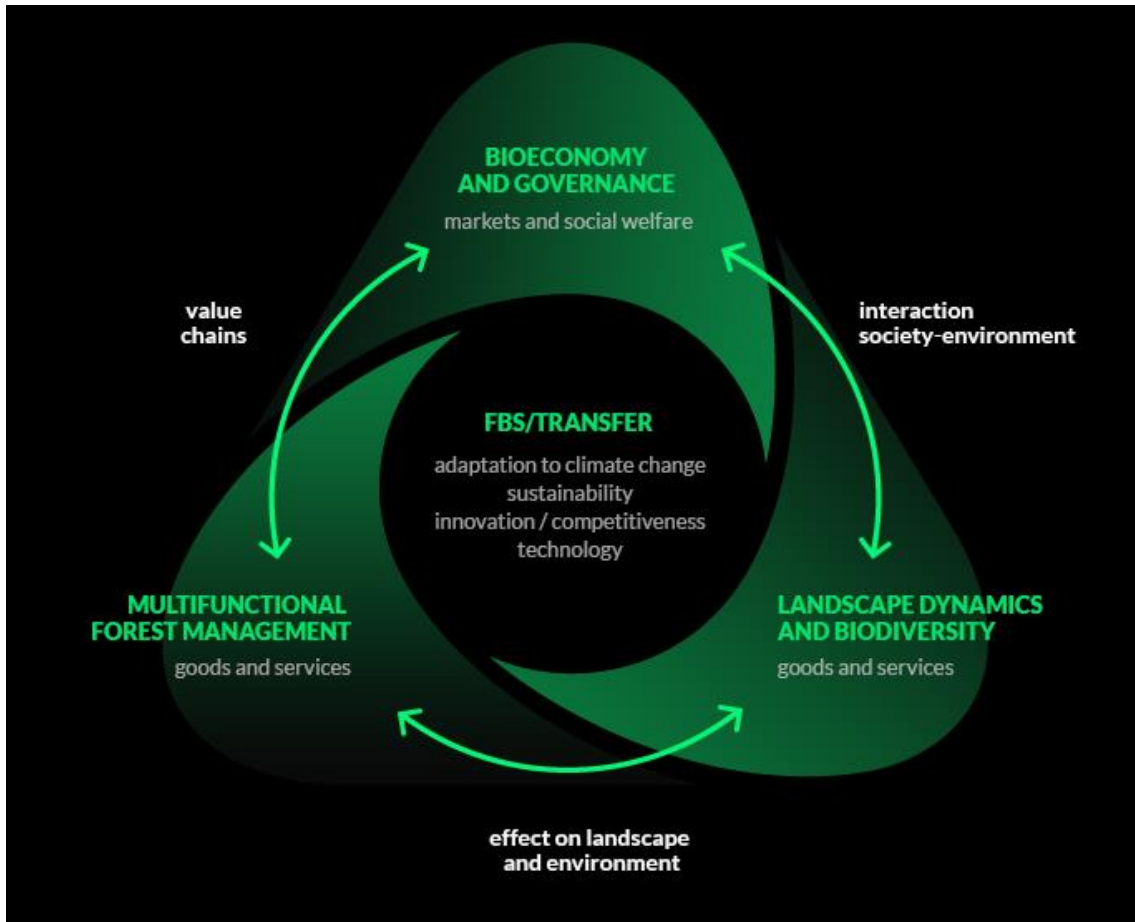 BIOECONOMY
AND GOVERNANCE
markets and social welfare
value
chains
interaction
society-environment
FBS/TRANSFER
adaptation to climate change
sustainability
innovation / competitiveness
technology
MULTIFUNCTIONAL
FOREST MANAGEMENT
goods and services
LANDSCAPE DYNAMICS
AND BIODIVERSITY
goods and services
effect on landscape
and environment